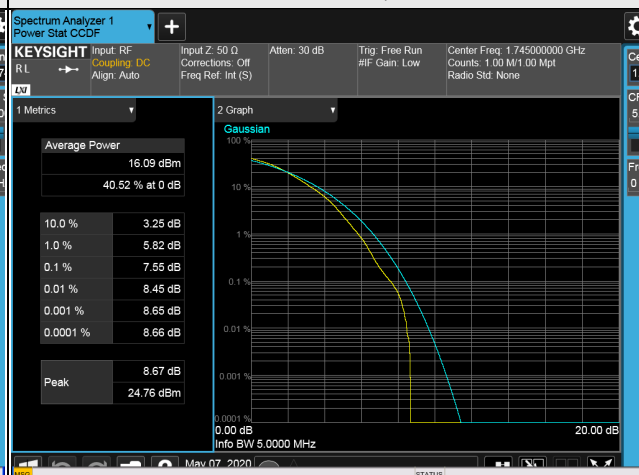 Spectrum Analyzer 1
Power Stat CCDF
KEYSIGHT
R L
LXI
Input: RF
Coupling: DC
Align: Auto
Input Z: 50 Ω
Corrections: Off
Freq Ref: Int (S)
Atten: 30 dB
Trig: Free Run
#IF Gain: Low
Center Freq: 1.745000000 GHz
Counts: 1.00 M/1.00 Mpt
Radio Std: None
1 Metrics
Average Power
16.09 dBm
40.52 % at 0 dB
10.0 % 3.25 dB
1.0 % 5.82 dB
0.1 % 7.55 dB
0.01 % 8.45 dB
0.001 % 8.65 dB
0.0001 % 8.66 dB
Peak
8.67 dB
24.76 dBm
2 Graph
Gaussian
100 %
10 %
1 %
0.1 %
0.01 %
0.001 %
0.0001 %
0.00 dB 20.00 dB
Info BW 5.0000 MHz
May 07, 2020
MSG STATUS